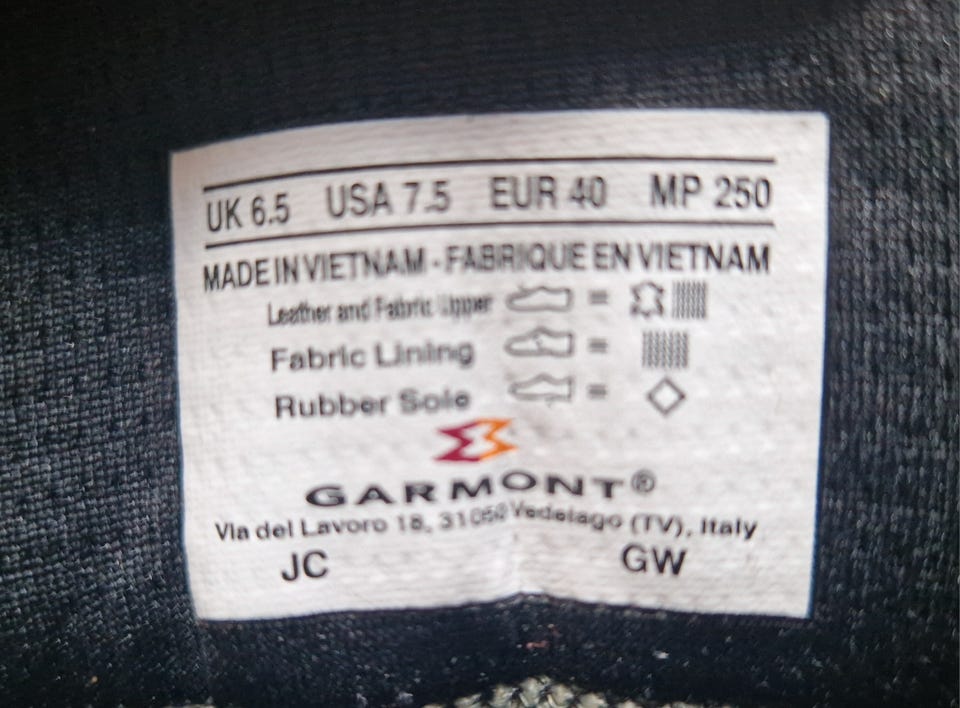 UK 6.5 USA 7.5 EUR 40 MP 250
MADE IN VIETNAM - FABRIQUE EN VIETNAM
Leather and Fabric Upper =
Fabric Lining =
Rubber Sole =
GARMONT®
Via del Lavoro 18, 31050 Vedelago (TV), Italy
JC GW